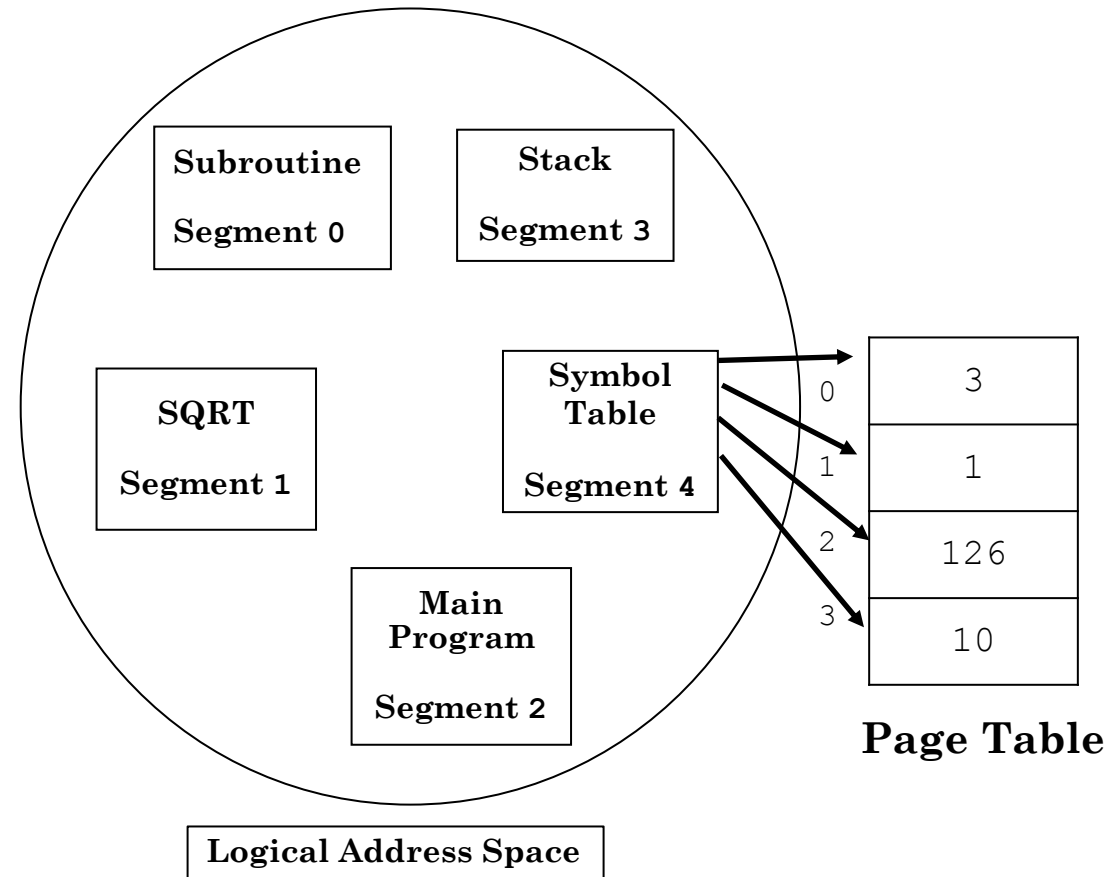 Subroutine
Segment 0
Stack
Segment 3
SQRT
Segment 1
Symbol
Table
Segment 4
Main
Program
Segment 2
0
3
1
1
2
126
3
10
Page Table
Logical Address Space